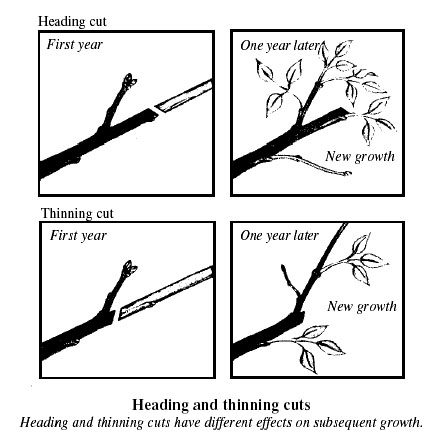 Heading cut
First year
One year later
New growth
Thinning cut
First year
One year later
New growth
Heading and thinning cuts
Heading and thinning cuts have different effects on subsequent growth.